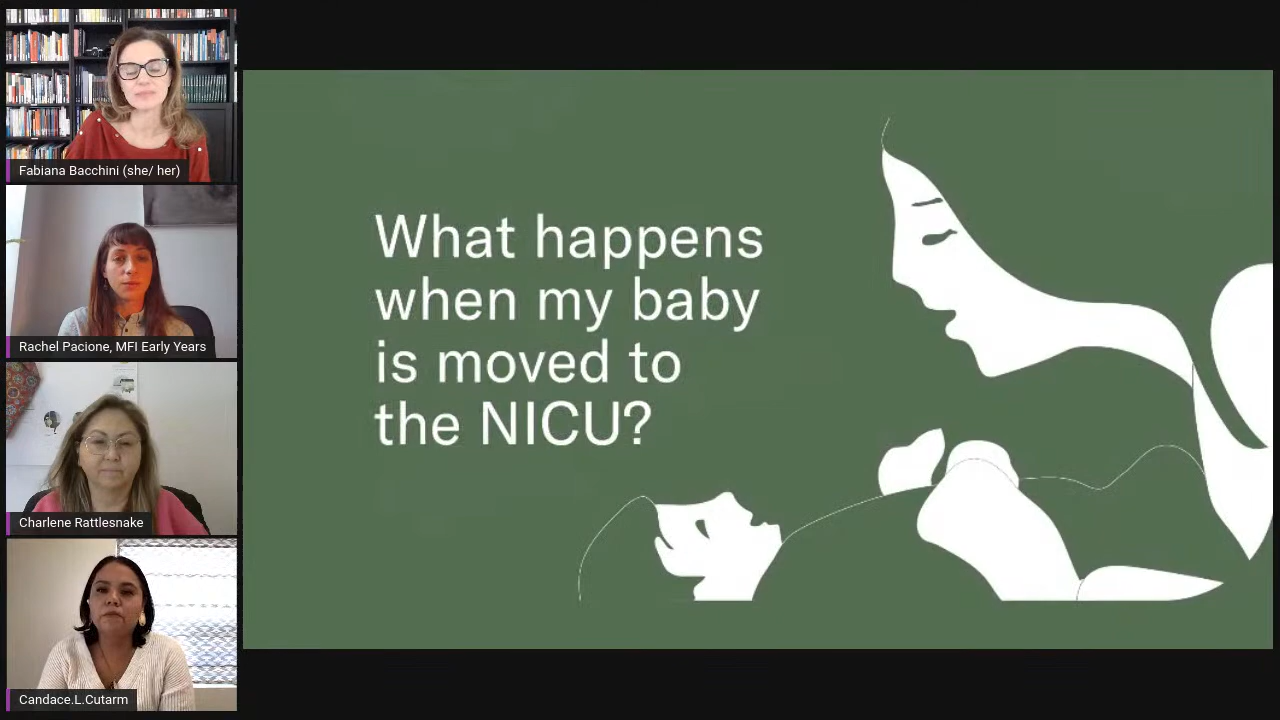 Fabiana Bacchini (she/ her)
Rachel Pacione, MFI Early Years
Charlene Rattlesnake
Candace.L.Cutarm
What happens
when my baby
is moved to
the NICU?